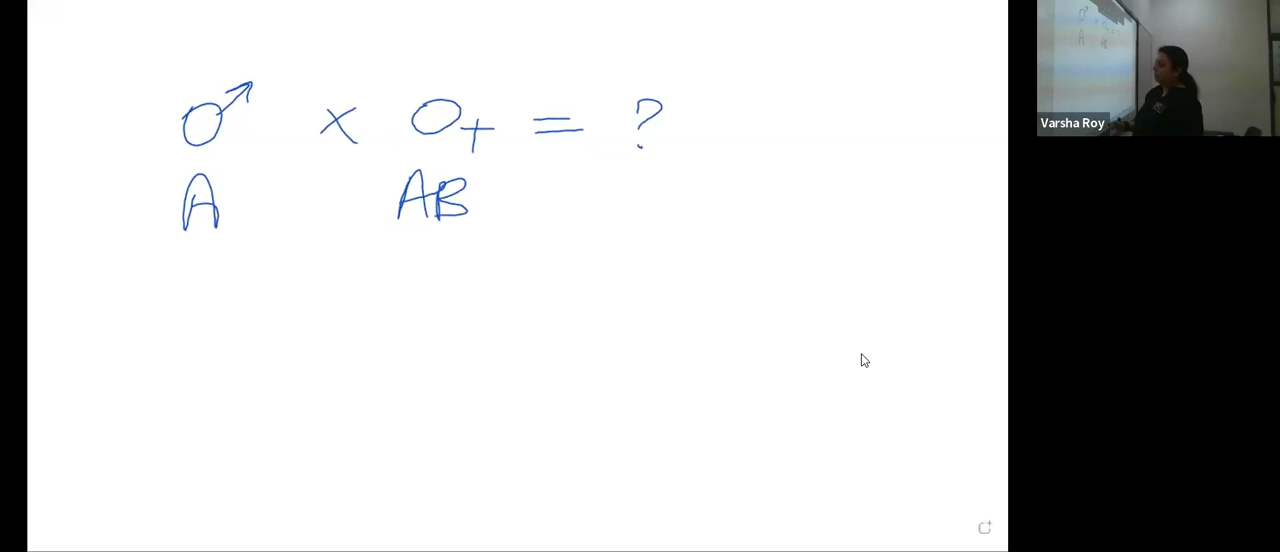 ♂ × ♀ = ?
A AB
Varsha Roy